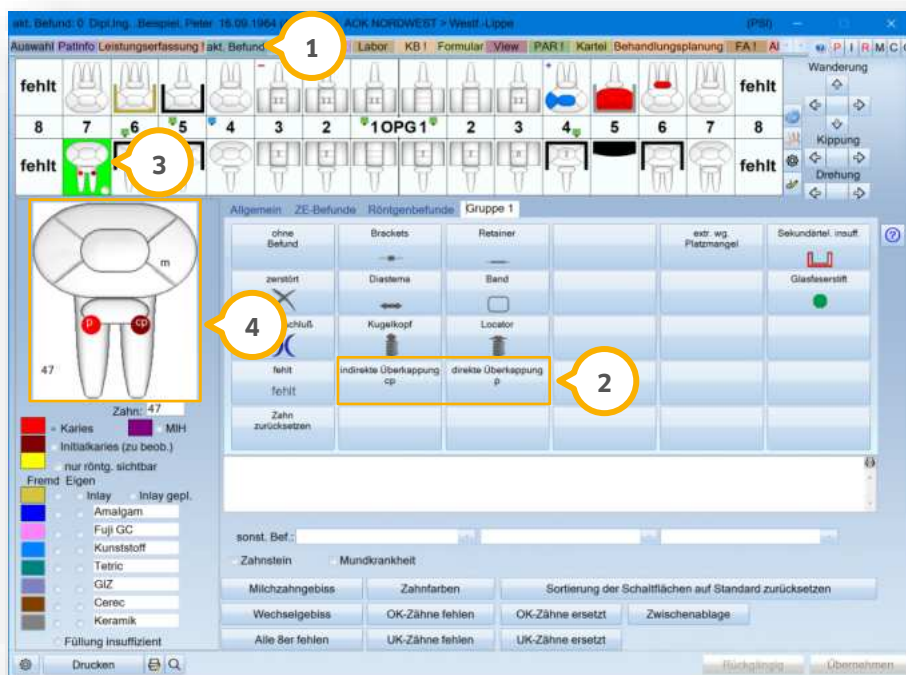 akt. Befund: 0 Dipl.Ing. .Beispiel, Peter 16.09.1964 ACIK NORDWEST > Westf.-Lippe (PSI)
Auswahl PatInfo Leistungserfassung ! akt. Befund 1 Labor KB ! Formular View PAR ! Kartei Behandlungsplanung FA ! P I R M C
fehlt fehlt Wanderung
8 7 6 5 4 3 2 1OPG1 2 3 4 5 6 7 8
Kippung
fehlt 3 fehlt
Drehung
Allgemein ZE-Befunde Röntgenbefunde Gruppe 1
ohne Befund Brackets Retainer extr. wg. Platzmangel Sekundärtel. insuff.
m
zerstört Diastema Band Glasfaserstift
p cp 4 Kugelkopf Locator
47 fehlt indirekte Überkappung cp direkte Überkappung p 2
fehlt
Zahn: 47
Zahn zurücksetzen
Karies MIH
Initialkaries (zu beob.)
nur röntg. sichtbar
Fremd Eigen
Inlay Inlay gepl.
Amalgam
Fuji GC
Kunststoff
Tetric
GIZ
Cerec
Keramik
Füllung insuffizient
sonst. Bef.:
Zahnstein Mundkrankheit
Milchzahngebiss Zahnfarben Sortierung der Schaltflächen auf Standard zurücksetzen
Wechselgebiss OK-Zähne fehlen OK-Zähne ersetzt Zwischenablage
Alle 8er fehlen UK-Zähne fehlen UK-Zähne ersetzt
Drucken Rückgängig Übernehmen